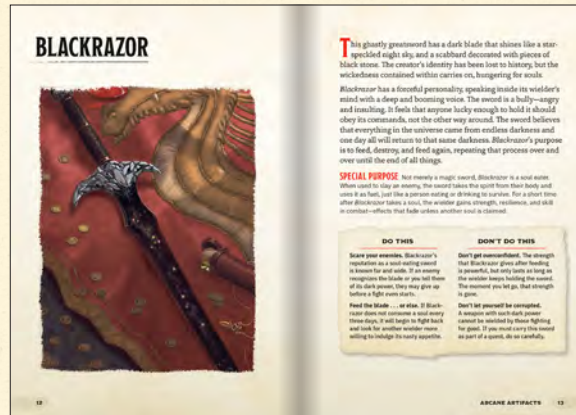 BLACKRAZOR
This ghastly greatsword has a dark blade that shines like a star-
speckled night sky, and a scabbard decorated with pieces of
black stone. The creator's identity has been lost to history, but the
wickedness contained within carries on, hungering for souls.
Blackrazor has a forceful personality, speaking inside its wielder's
mind with a deep and booming voice. The sword is a bully—angry
and insulting. It feels that anyone lucky enough to hold it should
obey its commands, not the other way around. The sword believes
that everything in the universe came from endless darkness and
one day all will return to that same darkness. Blackrazor's purpose
is to feed, destroy, and feed again, repeating that process over and
over until the end of all things.
SPECIAL PURPOSE Not merely a magic sword, Blackrazor is a soul eater.
When used to slay an enemy, the sword takes the spirit from their body and
uses it as fuel, just like a person eating or drinking to survive. For a short time
after Blackrazor takes a soul, the wielder gains strength, resilience, and skill
in combat—effects that fade unless another soul is claimed.
DO THIS
Scare your enemies. Blackrazor's
reputation as a soul-eating sword
is known far and wide. If an enemy
recognizes the blade or you tell them
of its dark power, they may give up
before a fight even starts.
Feed the blade . . . or else. If Black-
razor does not consume a soul every
three days, it will begin to fight back
and look for another wielder more
willing to indulge its nasty appetite.
DON'T DO THIS
Don't get overconfident. The strength
that Blackrazor gives after feeding
is powerful, but only lasts as long as
the wielder keeps holding the sword.
The moment you let go, that strength
is gone.
Don't let yourself be corrupted.
A weapon with such dark power
cannot be wielded by those fighting
for good. If you must carry this sword
as part of a quest, do so carefully.
12
ARCANE ARTIFACTS 13